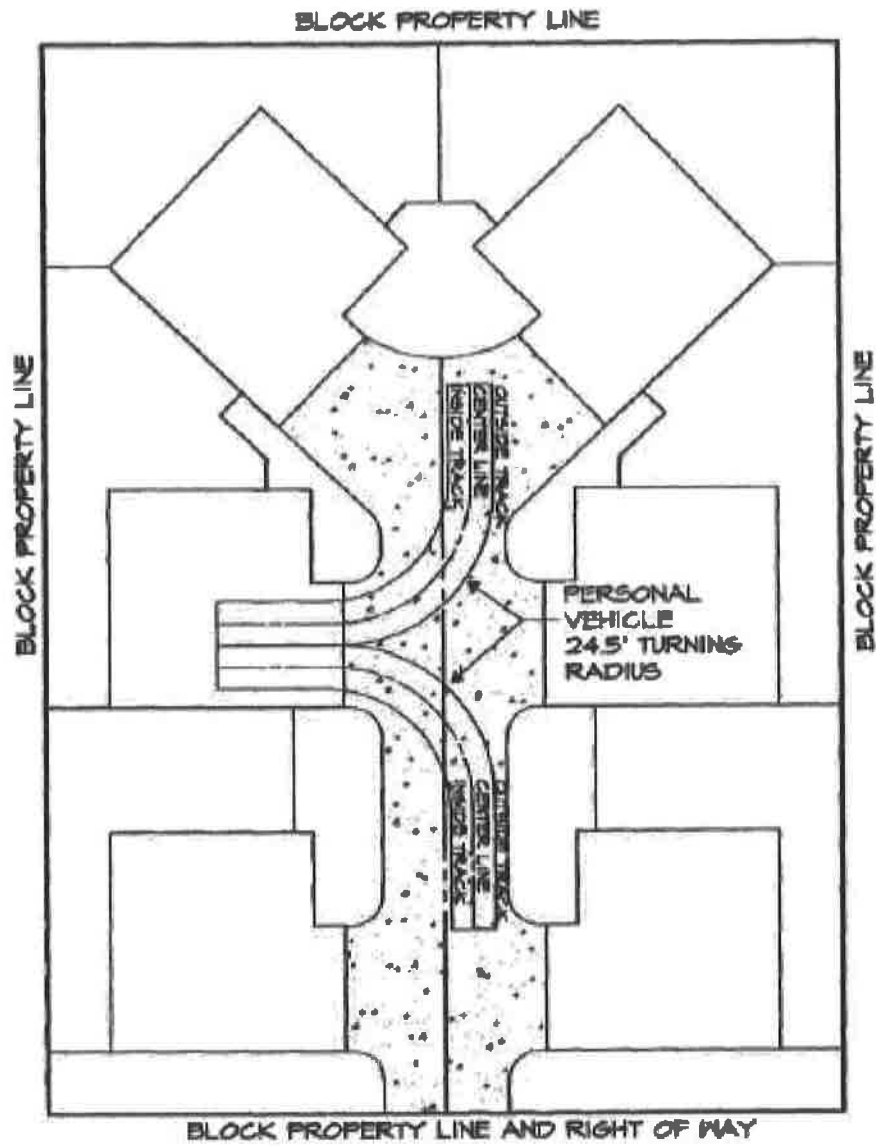 BLOCK PROPERTY LINE
BLOCK PROPERTY LINE
BLOCK PROPERTY LINE
OUTSIDE TRACK
CENTER LINE
INSIDE TRACK
PERSONAL
VEHICLE
24.5' TURNING
RADIUS
OUTSIDE TRACK
CENTER LINE
INSIDE TRACK
BLOCK PROPERTY LINE AND RIGHT OF WAY